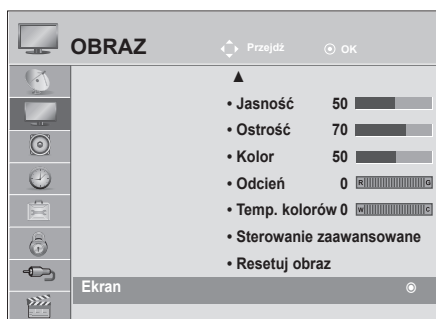 OBRAZ Przejdź OK
• Jasność 50
• Ostrość 70
• Kolor 50
• Odcień 0 R G
• Temp. kolorów 0 W C
• Sterowanie zaawansowane
• Resetuj obraz
Ekran